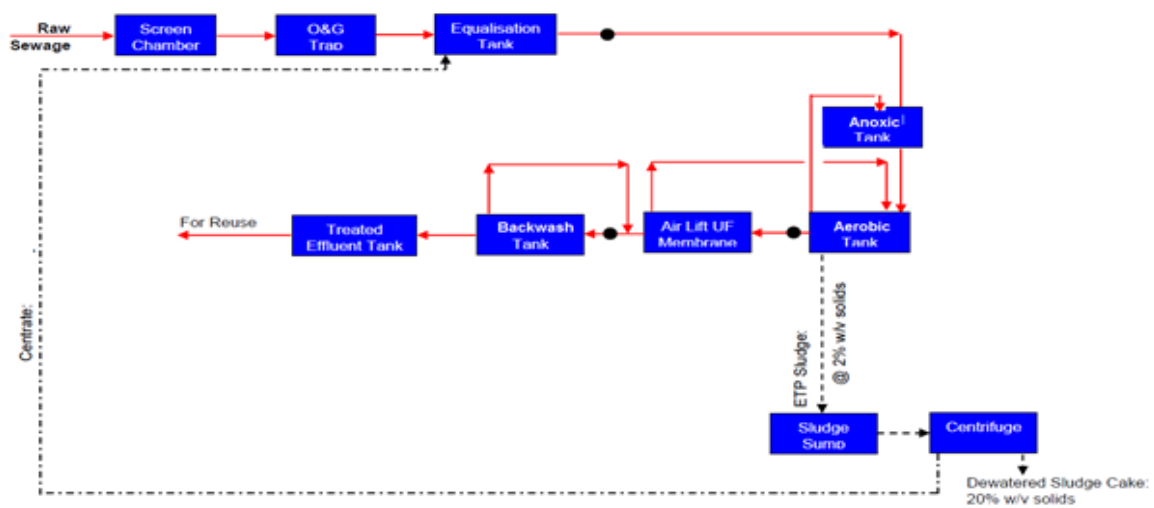 Raw
Sewage
Screen
Chamber
O&G
Trap
Equalisation
Tank
Anoxic
Tank
For Reuse
Treated
Effluent Tank
Backwash
Tank
Air Lift UF
Membrane
Aerobic
Tank
Centrate:
ETP Sludge:
@ 2% w/v solids
Sludge
Sump
Centrifuge
Dewatered Sludge Cake:
20% w/v solids